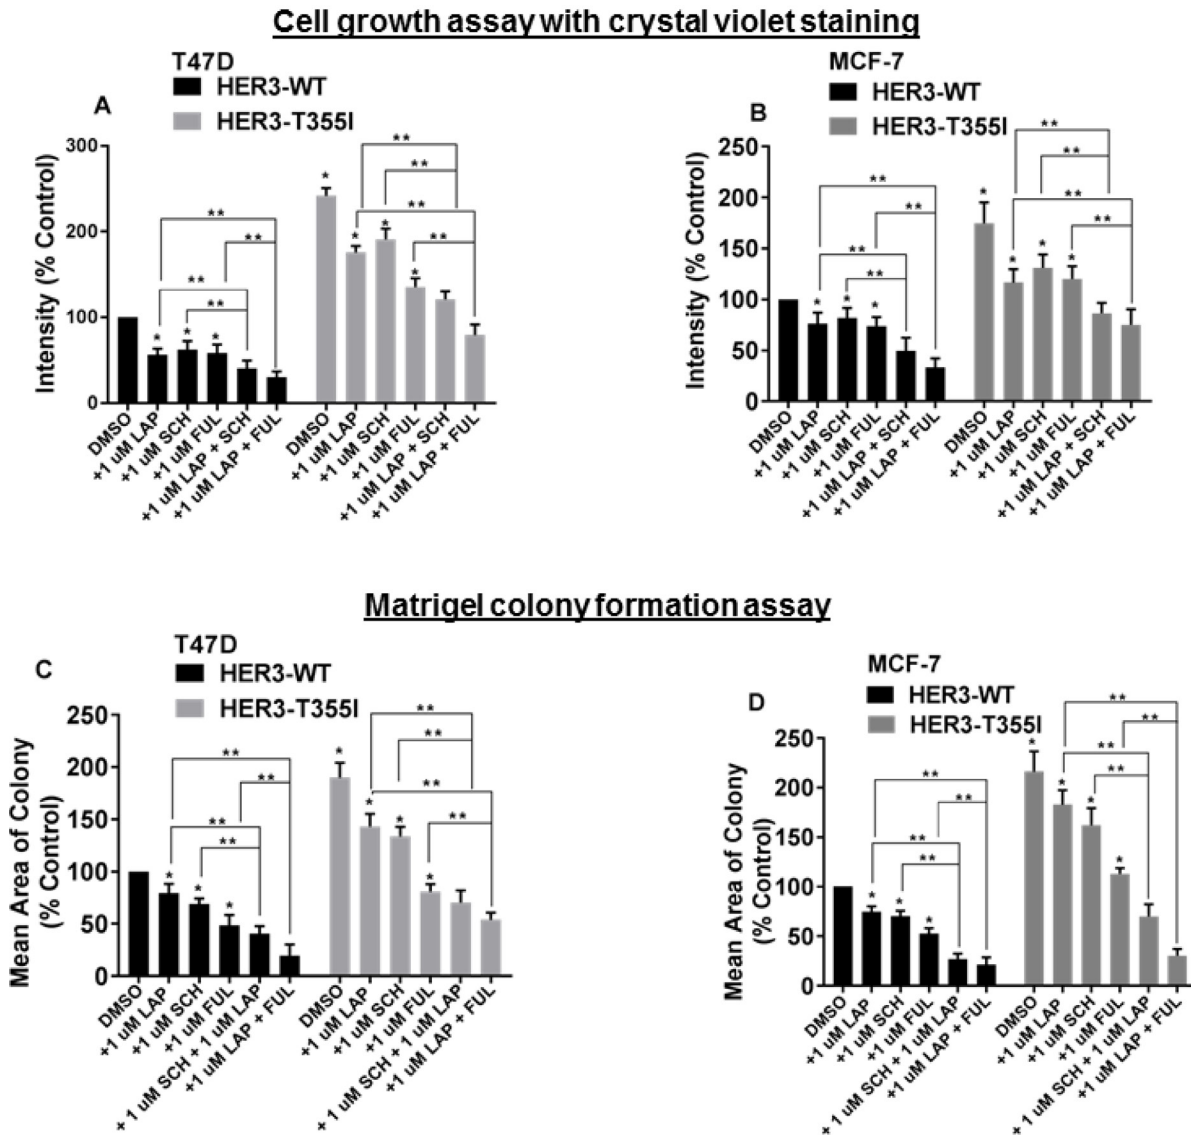 Cell growth assay with crystal violet staining
A
T47D
HER3-WT
HER3-T355I
Intensity (% Control)
300
200
100
0
** ** ** **
* * *
* * * *
** ** ** **
DMSO
+1 uM LAP
+1 uM SCH
+1 uM FUL
+1 uM LAP + SCH
+1 uM LAP + FUL
DMSO
+1 uM LAP
+1 uM SCH
+1 uM FUL
+1 uM LAP + SCH
+1 uM LAP + FUL
B
MCF-7
HER3-WT
HER3-T355I
Intensity (% Control)
250
200
150
100
50
0
** ** ** **
* * *
* * * *
** ** ** **
DMSO
+1 uM LAP
+1 uM SCH
+1 uM FUL
+1 uM LAP + SCH
+1 uM LAP + FUL
DMSO
+1 uM LAP
+1 uM SCH
+1 uM FUL
+1 uM LAP + SCH
+1 uM LAP + FUL
Matrigel colony formation assay
C
T47D
HER3-WT
HER3-T355I
Mean Area of Colony
(% Control)
250
200
150
100
50
0
** ** ** **
* * *
* * * *
** ** ** **
DMSO
+1 uM LAP
+1 uM SCH
+1 uM FUL
+ 1 uM SCH + 1 uM LAP
+1 uM LAP + FUL
DMSO
+1 uM LAP
+1 uM SCH
+1 uM FUL
+ 1 uM SCH + 1 uM LAP
+1 uM LAP + FUL
D
MCF-7
HER3-WT
HER3-T355I
Mean Area of Colony
(% Control)
250
200
150
100
50
0
** ** ** **
* * *
* * * *
** ** ** **
DMSO
+1 uM LAP
+1 uM SCH
+1 uM FUL
+ 1 uM SCH + 1 uM LAP
+1 uM LAP + FUL
DMSO
+1 uM LAP
+1 uM SCH
+1 uM FUL
+ 1 uM SCH + 1 uM LAP
+1 uM LAP + FUL